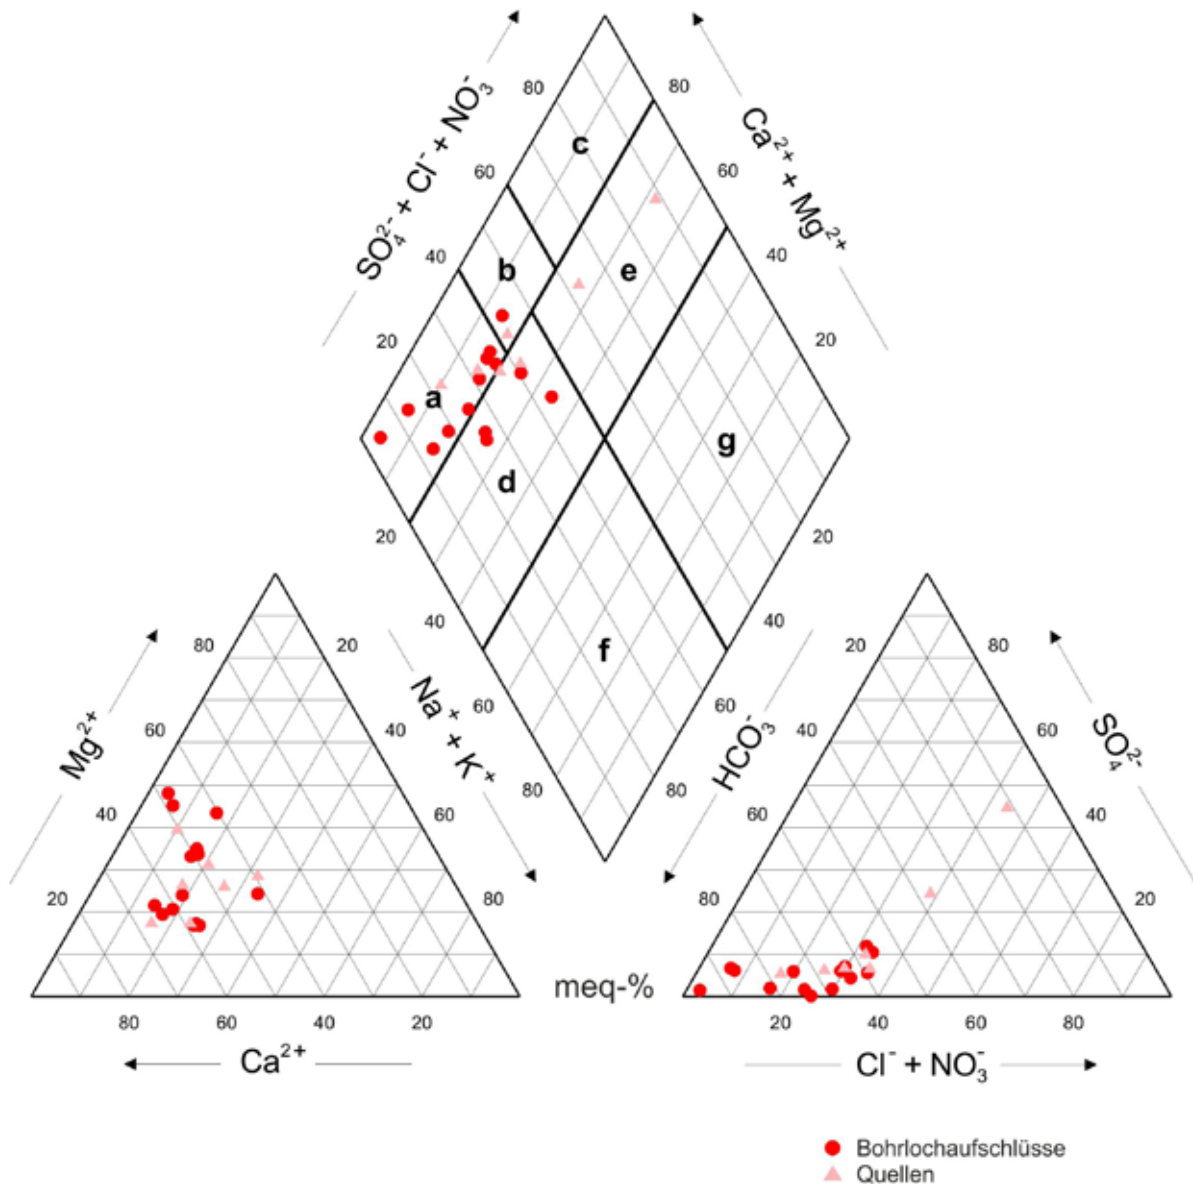 80
80
c
60
60
SO₄²⁻ + Cl⁻ + NO₃⁻
Ca²⁺ + Mg²⁺
40
40
b
e
20
20
a
g
d
20
20
40
40
f
60
60
80
80
Mg²⁺
Na⁺ + K⁺
80
20
60
40
40
60
20
80
80
60
40
20
Ca²⁺
meq-%
HCO₃⁻
SO₄²⁻
20
80
60
40
40
60
80
20
20
40
60
80
Cl⁻ + NO₃⁻
Bohrlochaufschlüsse
Quellen